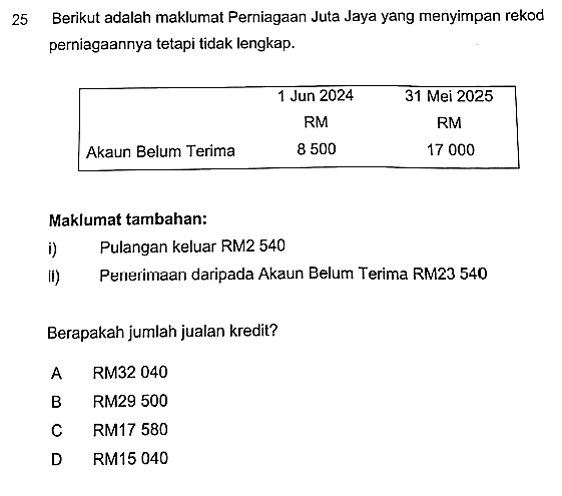 25 Berikut adalah maklumat Perniagaan Juta Jaya yang menyimpan rekod
perniagaannya tetapi tidak lengkap.
1 Jun 2024 31 Mei 2025
RM RM
Akaun Belum Terima 8 500 17 000
Maklumat tambahan:
i) Pulangan keluar RM2 540
ii) Penerimaan daripada Akaun Belum Terima RM23 540
Berapakah jumlah jualan kredit?
A RM32 040
B RM29 500
C RM17 580
D RM15 040